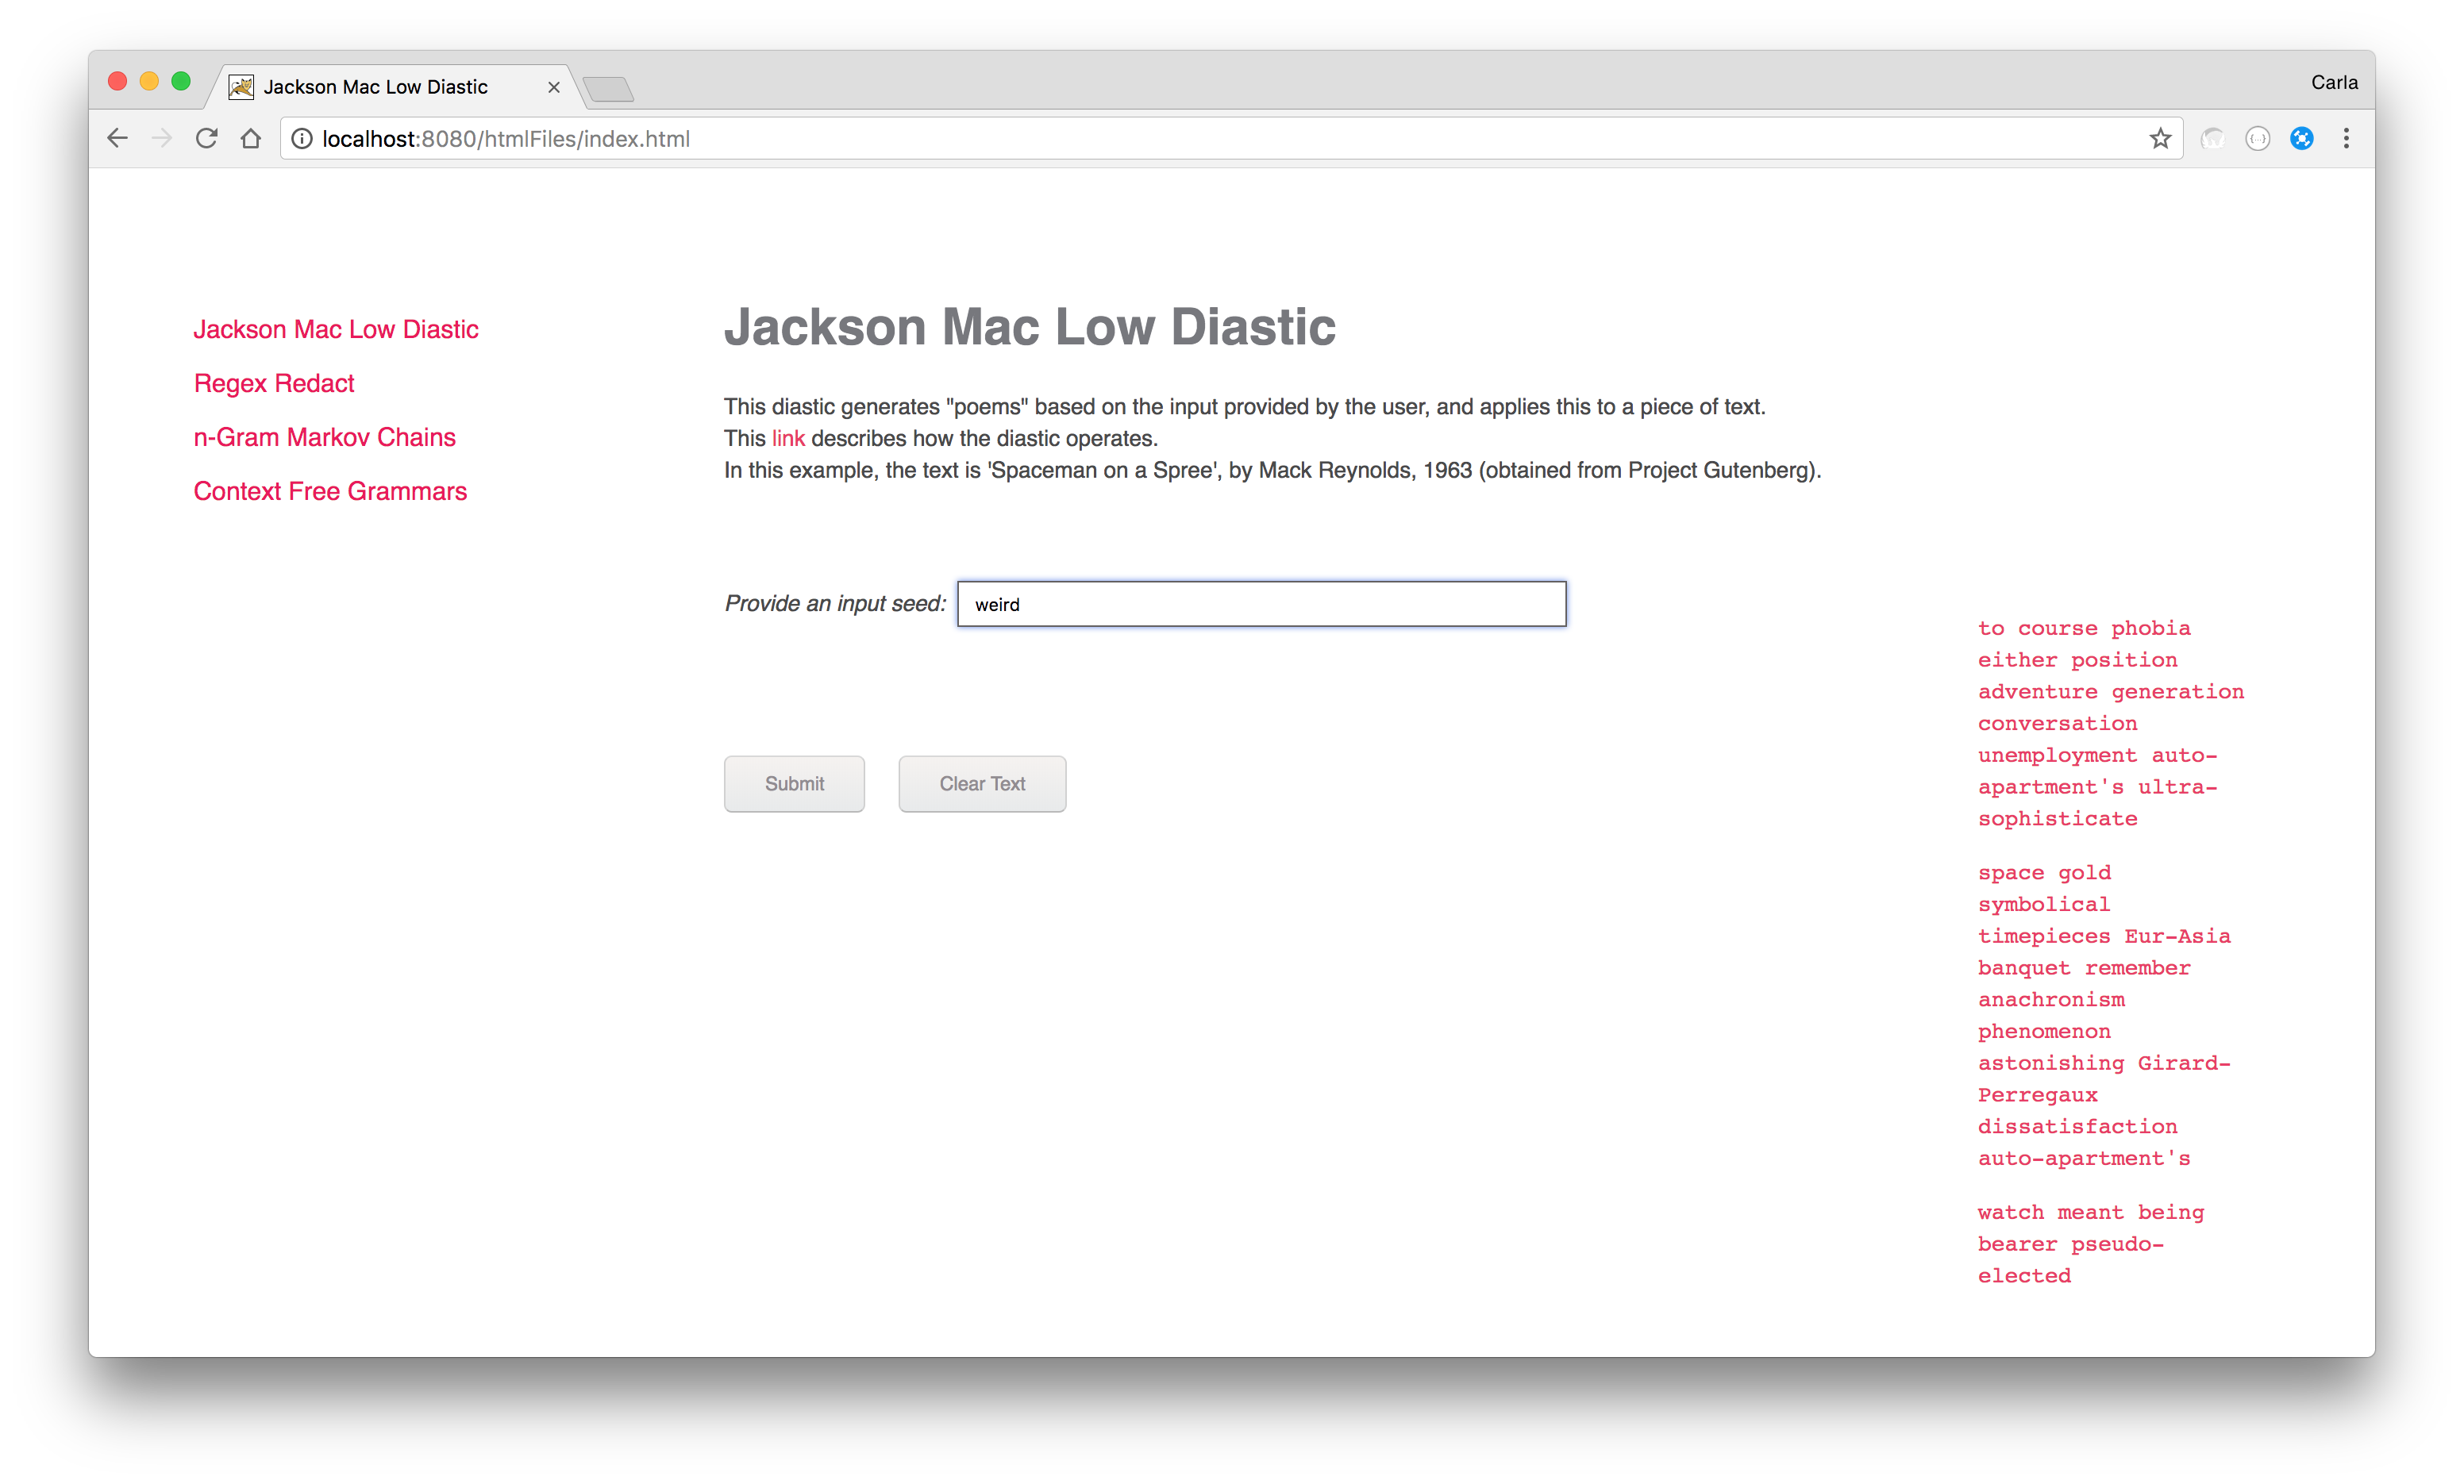 Jackson Mac Low Diastic
Carla
localhost:8080/htmlFiles/index.html
Jackson Mac Low Diastic
Regex Redact
n-Gram Markov Chains
Context Free Grammars
Jackson Mac Low Diastic
This diastic generates "poems" based on the input provided by the user, and applies this to a piece of text.
This link describes how the diastic operates.
In this example, the text is 'Spaceman on a Spree', by Mack Reynolds, 1963 (obtained from Project Gutenberg).
Provide an input seed: weird
Submit
Clear Text
to course phobia
either position
adventure generation
conversation
unemployment auto-
apartment's ultra-
sophisticate
space gold
symbolical
timepieces Eur-Asia
banquet remember
anachronism
phenomenon
astonishing Girard-
Perregaux
dissatisfaction
auto-apartment's
watch meant being
bearer pseudo-
elected